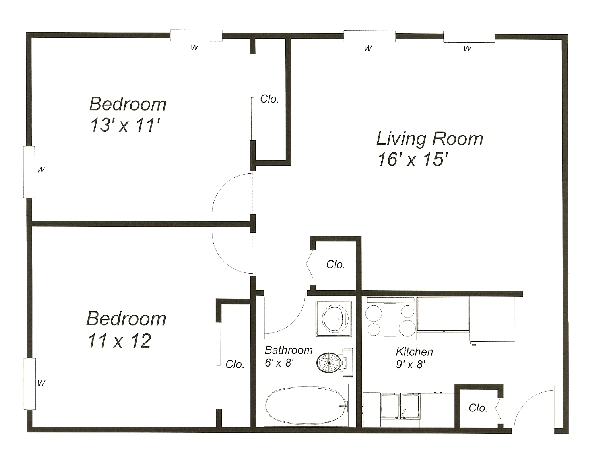 W
W
W
Bedroom
13' x 11'
Clo.
Living Room
16' x 15'
W
Clo.
Bedroom
11 x 12
Bathroom
6' x 8'
Kitchen
9' x 8'
Clo.
W
Clo.